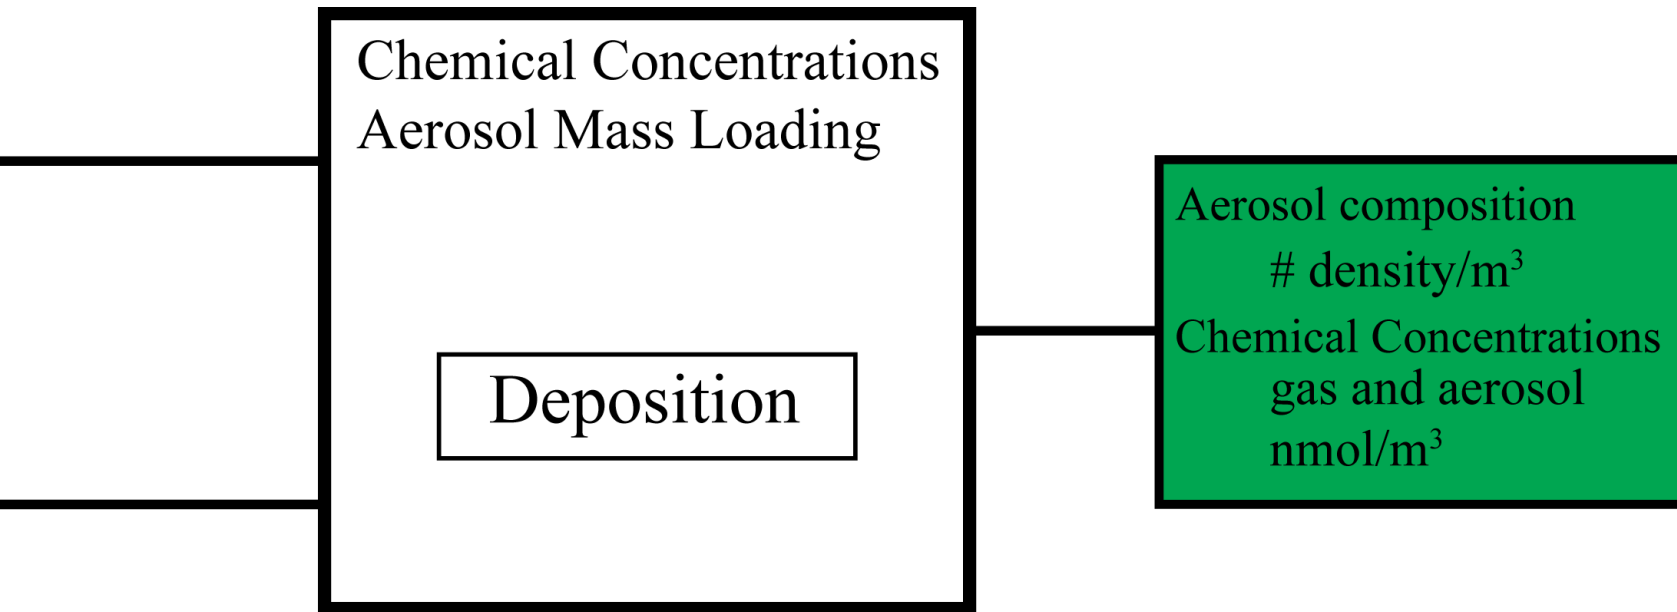 Chemical Concentrations
Aerosol Mass Loading
Deposition
Aerosol composition
# density/m³
Chemical Concentrations
gas and aerosol
nmol/m³